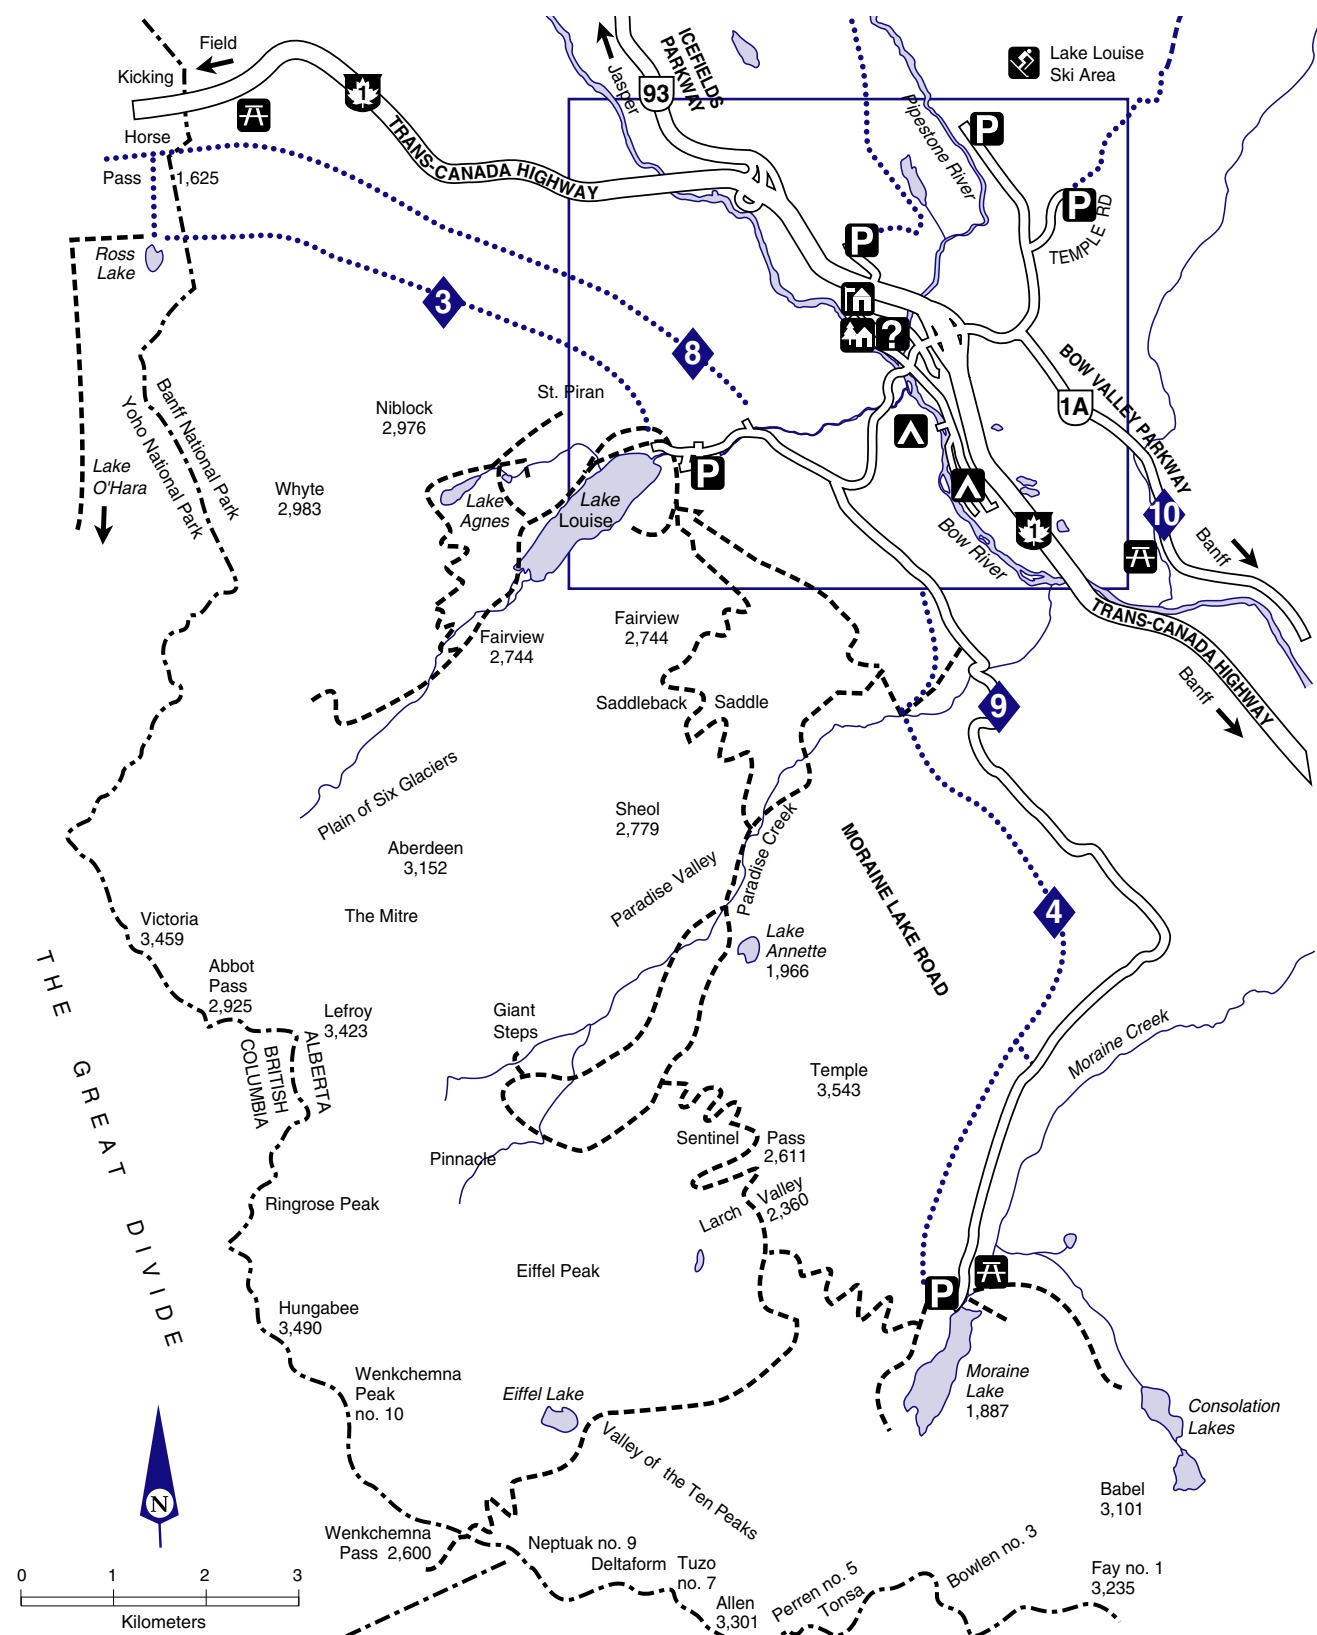 Field
Kicking
Horse
Pass
1,625
1
TRANS-CANADA HIGHWAY
Jasper
93
ICEFIELDS
PARKWAY
Pipestone River
Lake Louise
Ski Area
P
P
P
TEMPLE RD
?
Ross
Lake
3
8
1A
BOW VALLEY PARKWAY
10
Banff
St. Piran
Niblock
2,976
Banff National Park
Yoho National Park
Lake
O'Hara
Whyte
2,983
Lake
Agnes
Lake
Louise
P
1
Bow River
TRANS-CANADA HIGHWAY
Banff
Fairview
2,744
Fairview
2,744
Saddleback
Saddle
9
Plain of Six Glaciers
Sheol
2,779
Aberdeen
3,152
Paradise Valley
Paradise Creek
MORAINE LAKE ROAD
4
The Mitre
Victoria
3,459
Lake
Annette
1,966
Abbot
Pass
2,925
Lefroy
3,423
Giant
Steps
THE GREAT DIVIDE
BRITISH
COLUMBIA
ALBERTA
Moraine Creek
Temple
3,543
Sentinel Pass
2,611
Pinnacle
Larch Valley
2,360
Ringrose Peak
Eiffel Peak
P
Hungabee
3,490
Wenkchemna
Peak
no. 10
Eiffel Lake
Moraine
Lake
1,887
Consolation
Lakes
Valley of the Ten Peaks
Babel
3,101
N
Wenkchemna
Pass 2,600
Neptuak no. 9
Deltaform
Tuzo
no. 7
Allen
3,301
Perren no. 5
Tonsa
Bowlen no. 3
Fay no. 1
3,235
0 1 2 3
Kilometers